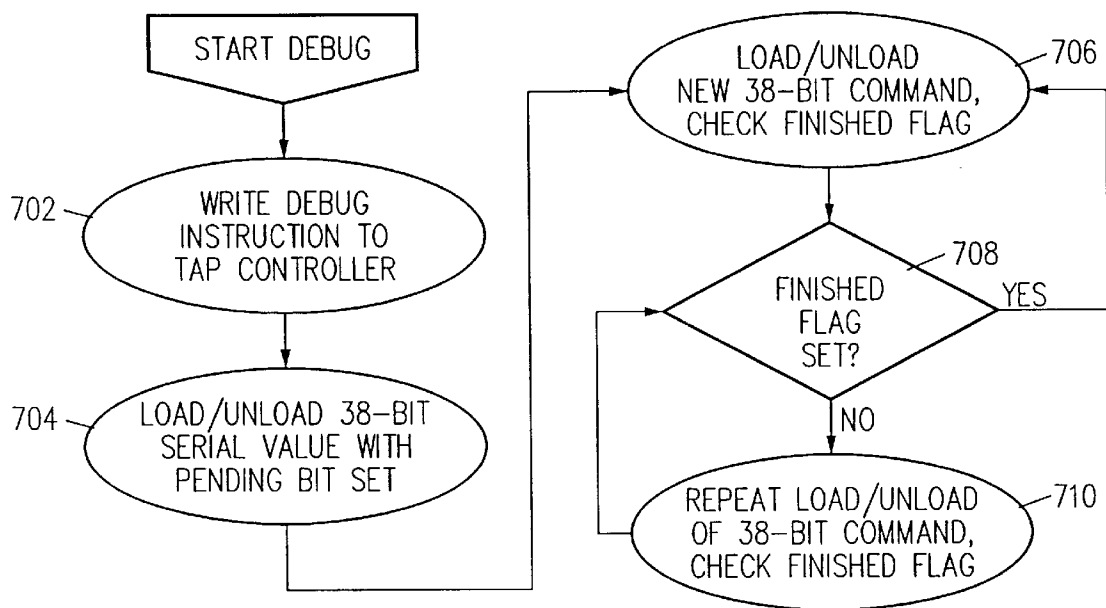 START DEBUG
702
WRITE DEBUG
INSTRUCTION TO
TAP CONTROLLER
704
LOAD/UNLOAD 38-BIT
SERIAL VALUE WITH
PENDING BIT SET
706
LOAD/UNLOAD
NEW 38-BIT COMMAND,
CHECK FINISHED FLAG
708
FINISHED
FLAG
SET?
YES
NO
710
REPEAT LOAD/UNLOAD
OF 38-BIT COMMAND,
CHECK FINISHED FLAG